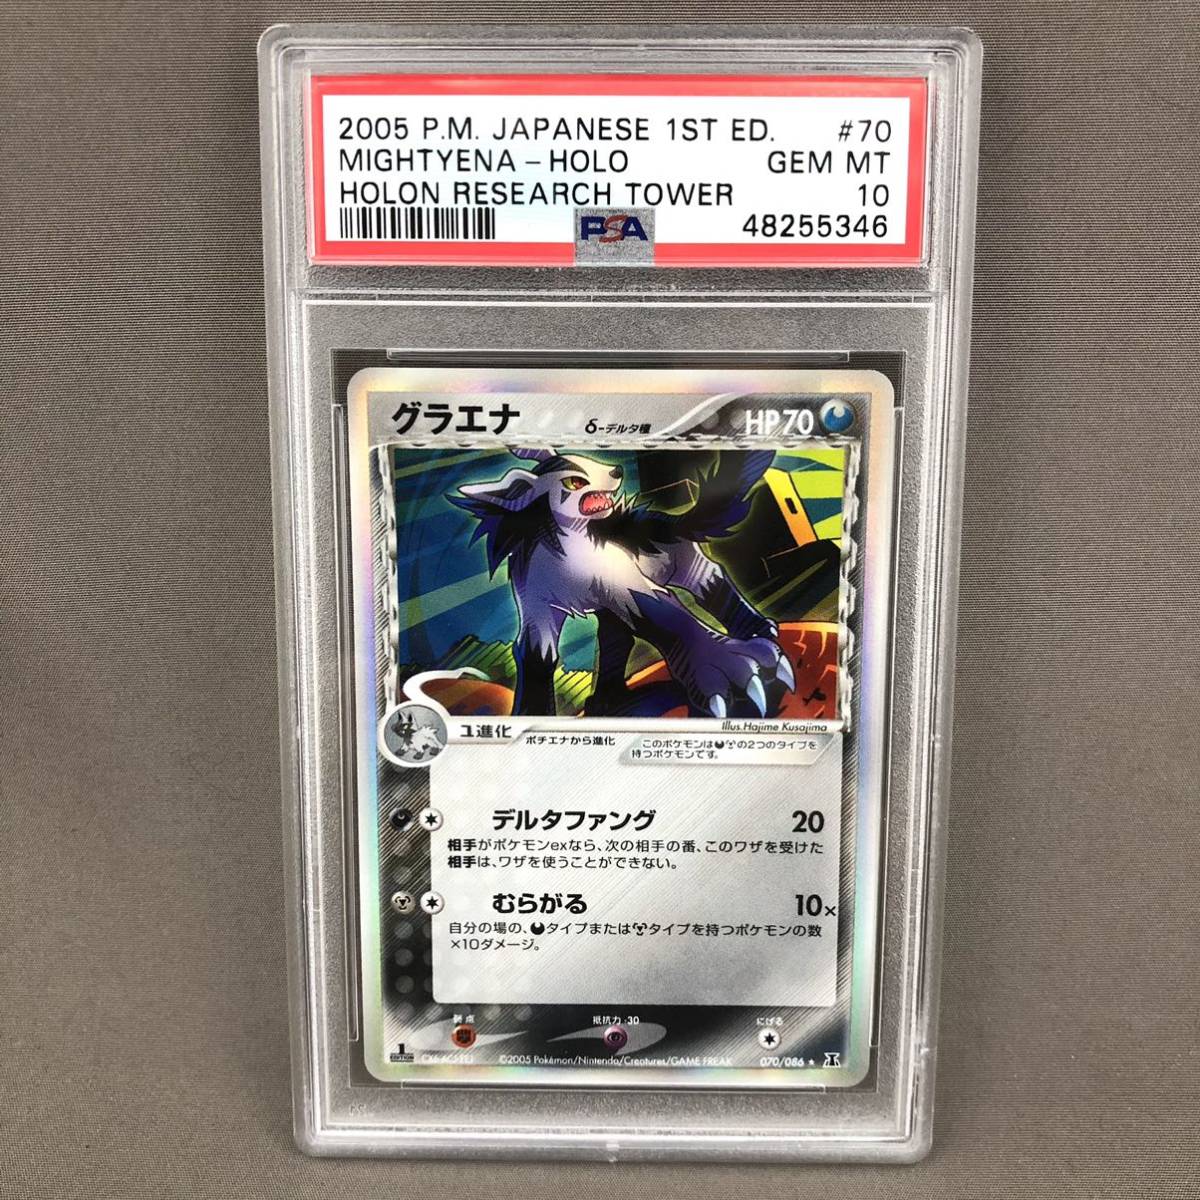 2005 P.M. JAPANESE 1ST ED. #70
MIGHTYENA - HOLO GEM MT
HOLON RESEARCH TOWER 10
PSA 48255346
グラエナ δ-デルタ種 HP70
Illus. Hajime Kusajima
1進化 ポチエナから進化
このポケモンはの2つのタイプを
持つポケモンです。
デルタファング 20
相手がポケモンexなら、次の相手の番、このワザを受けた
相手は、ワザを使うことができない。
むらがる 10×
自分の場の、タイプまたはタイプを持つポケモンの数
×10ダメージ。
弱点 抵抗力 -30 にげる
1 EDITION ©2005 Pokémon/Nintendo/Creatures/GAME FREAK 070/086 ★